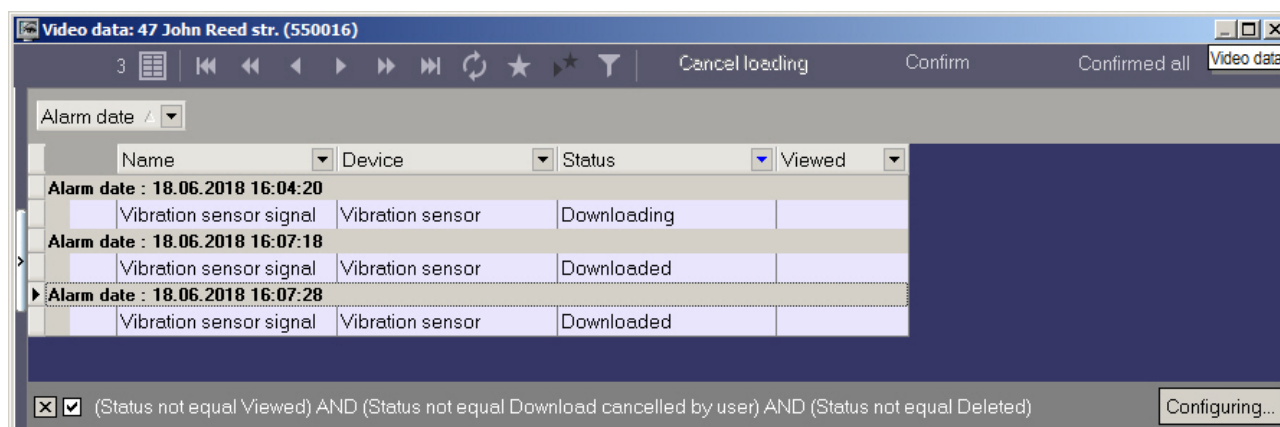 Video data: 47 John Reed str. (550016)
3 Cancel loading Confirm Confirmed all Video data
Alarm date
Name Device Status Viewed
Alarm date : 18.06.2018 16:04:20
Vibration sensor signal Vibration sensor Downloading
Alarm date : 18.06.2018 16:07:18
Vibration sensor signal Vibration sensor Downloaded
Alarm date : 18.06.2018 16:07:28
Vibration sensor signal Vibration sensor Downloaded
(Status not equal Viewed) AND (Status not equal Download cancelled by user) AND (Status not equal Deleted) Configuring...